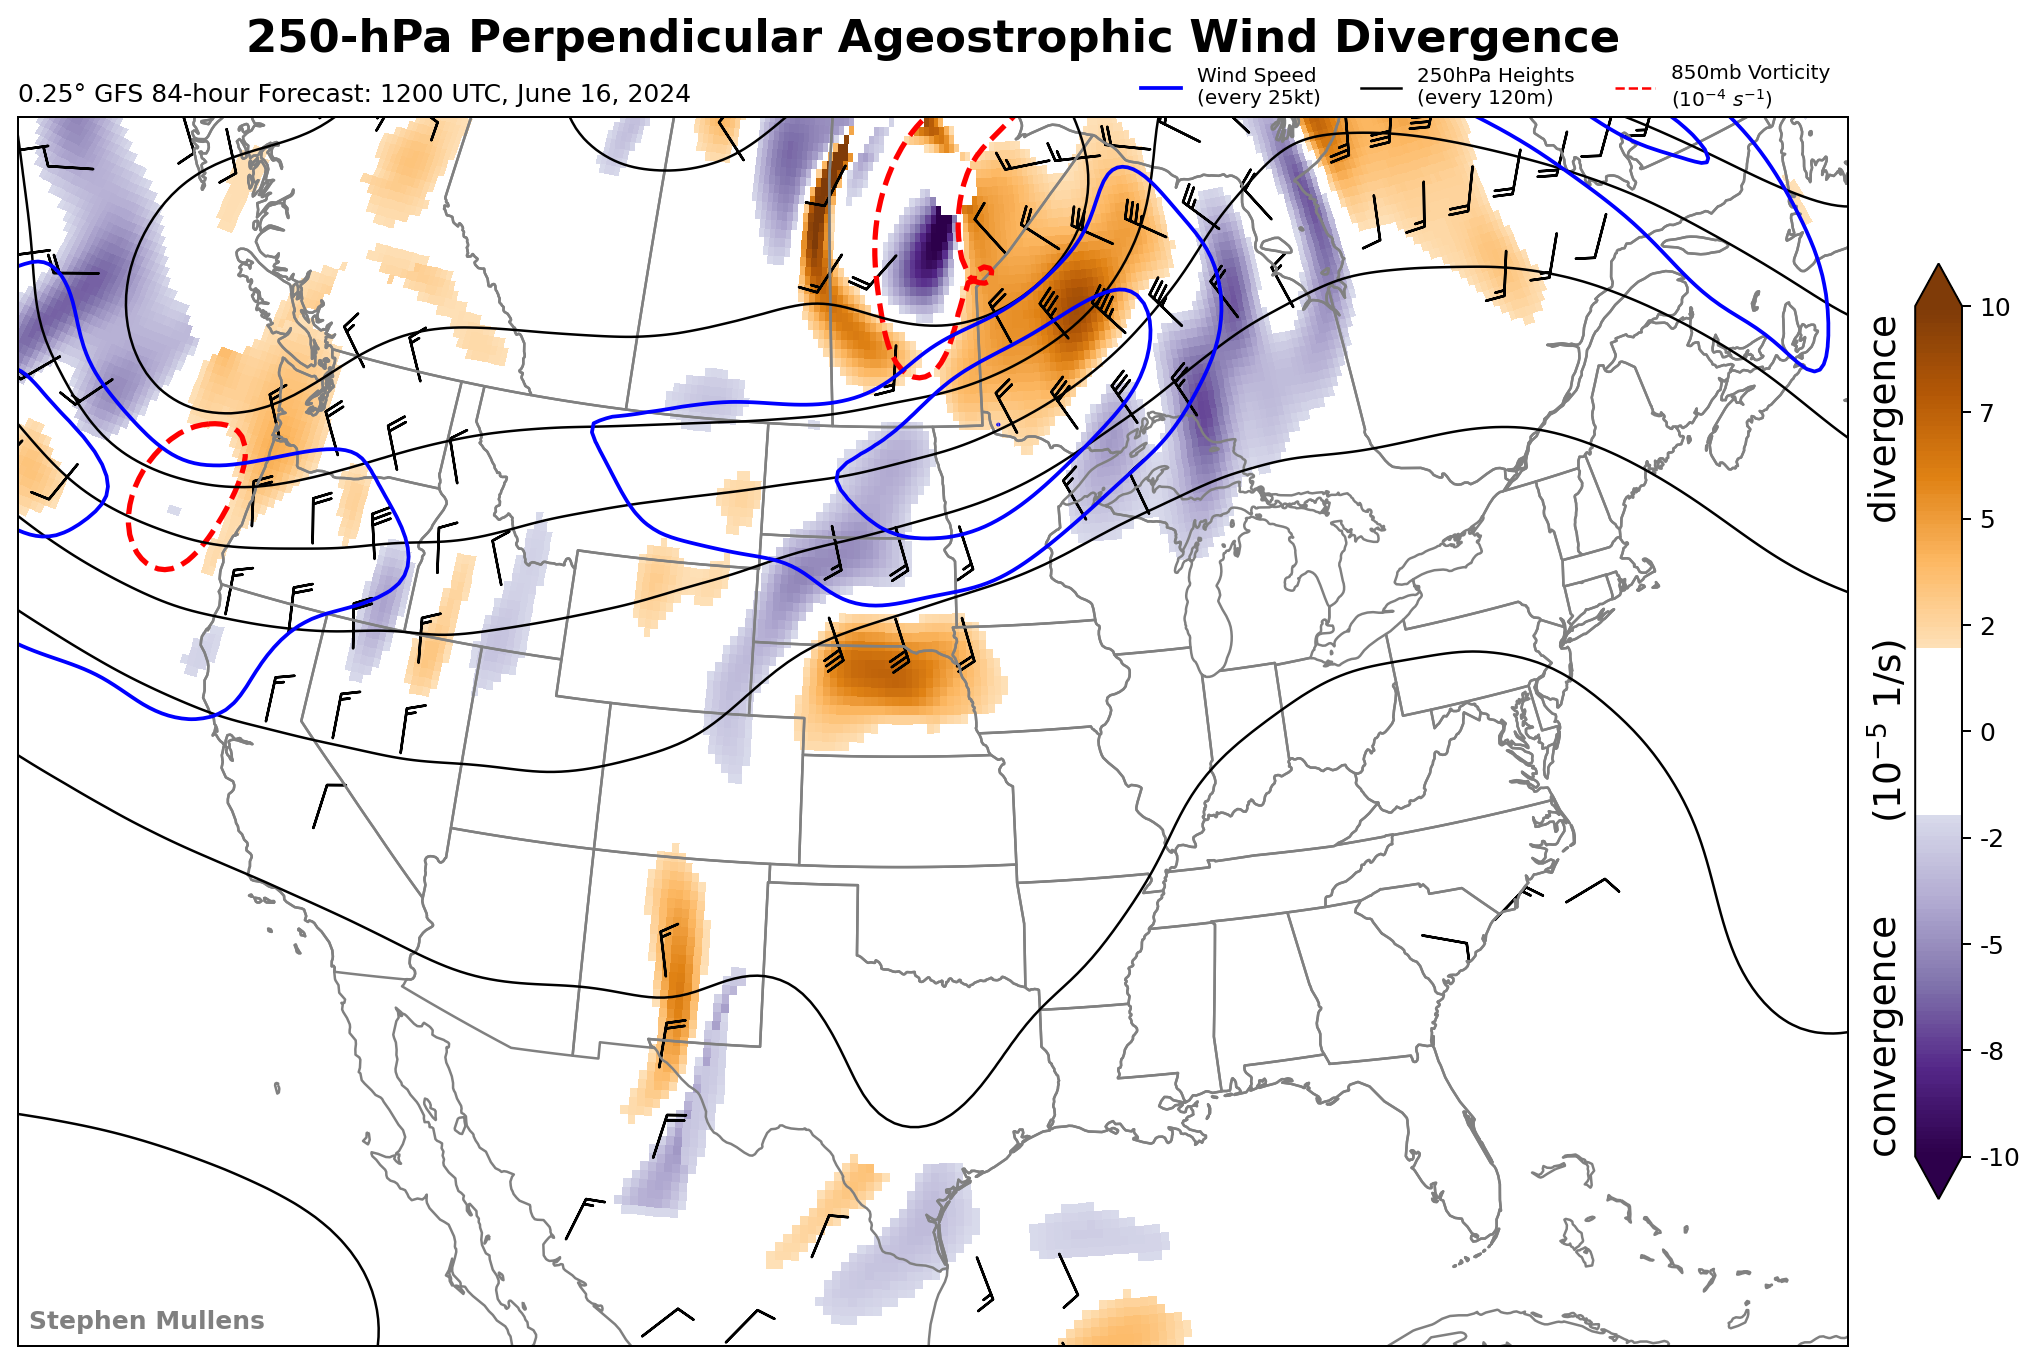 250-hPa Perpendicular Ageostrophic Wind Divergence
0.25° GFS 84-hour Forecast: 1200 UTC, June 16, 2024
Wind Speed
(every 25kt)
250hPa Heights
(every 120m)
850mb Vorticity
(10⁻⁴ s⁻¹)
10
7
5
2
0
-2
-5
-8
-10
convergence (10⁻⁵ 1/s) divergence
Stephen Mullens